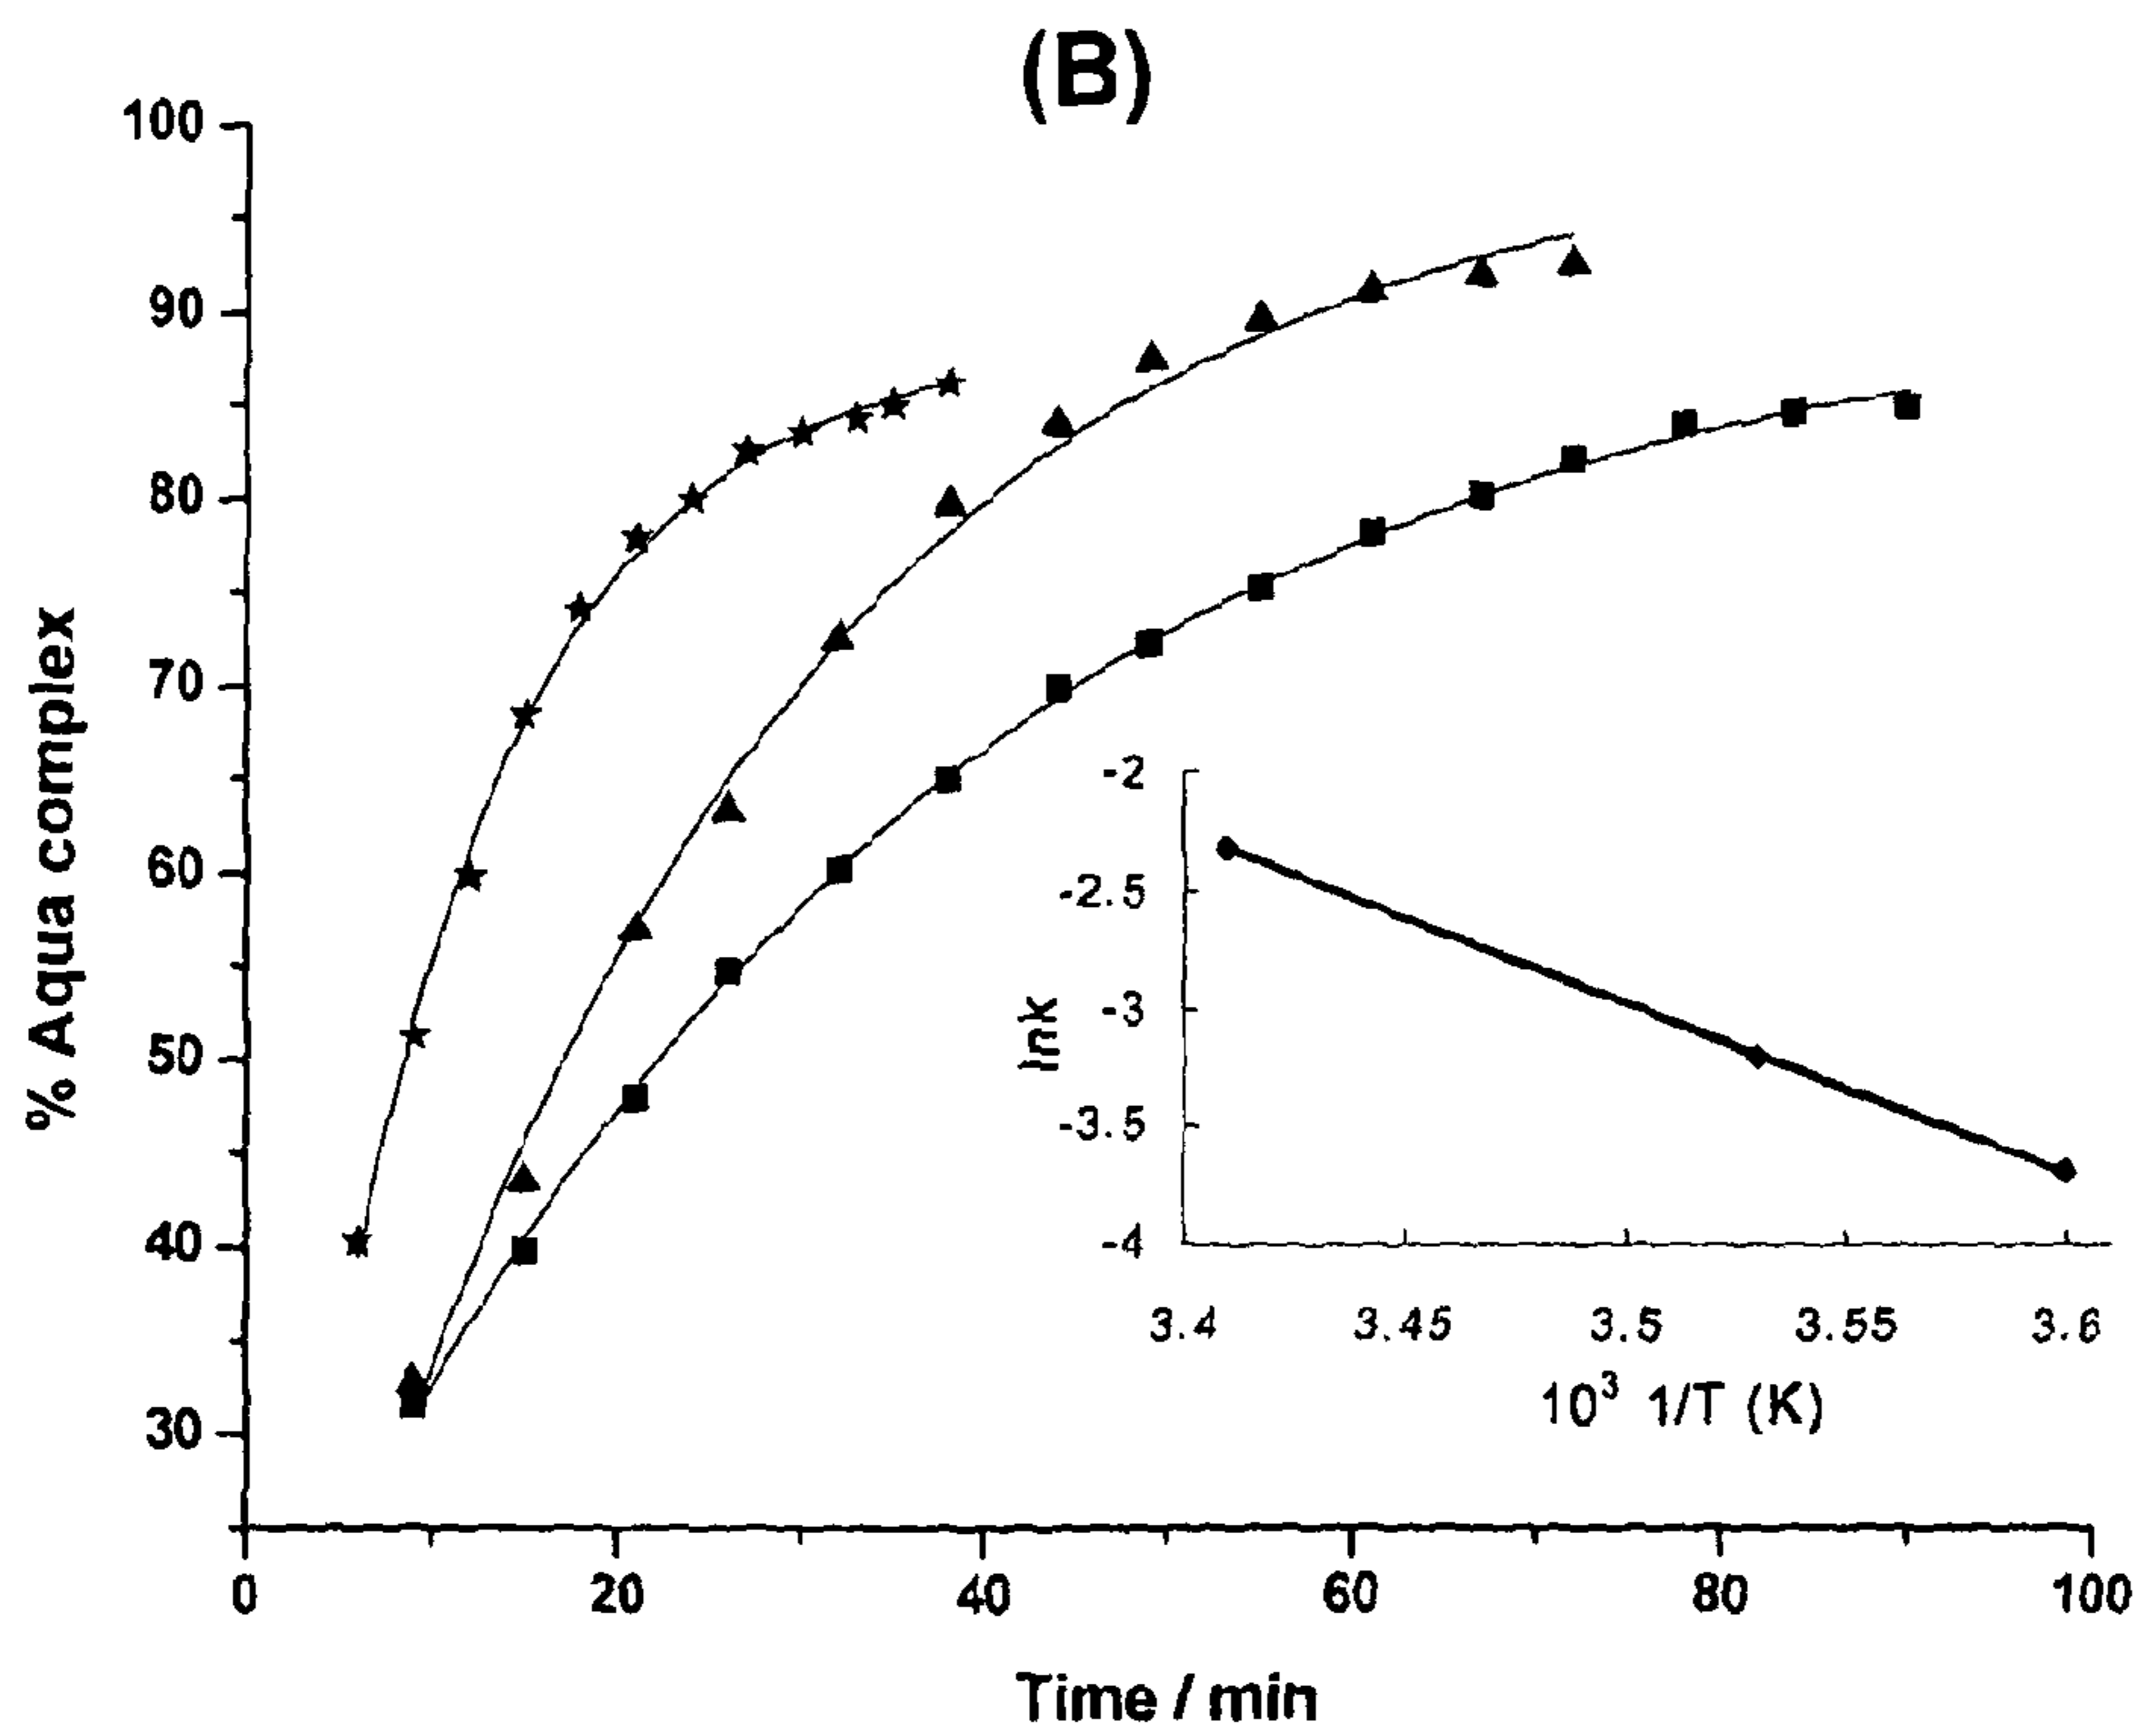 (B)
100
90
80
70
60
50
40
30
% Aqua complex
0 20 40 60 80 100
Time / min
-2
-2.5
-3
-3.5
-4
lnk
3.4 3.45 3.5 3.55 3.6
10³ 1/T (K)